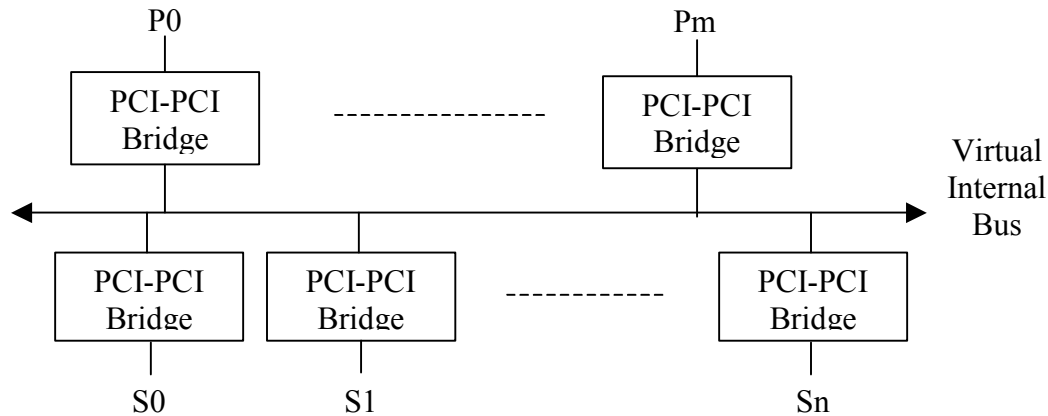 P0
Pm
PCI-PCI
Bridge
PCI-PCI
Bridge
Virtual
Internal
Bus
PCI-PCI
Bridge
PCI-PCI
Bridge
PCI-PCI
Bridge
S0
S1
Sn